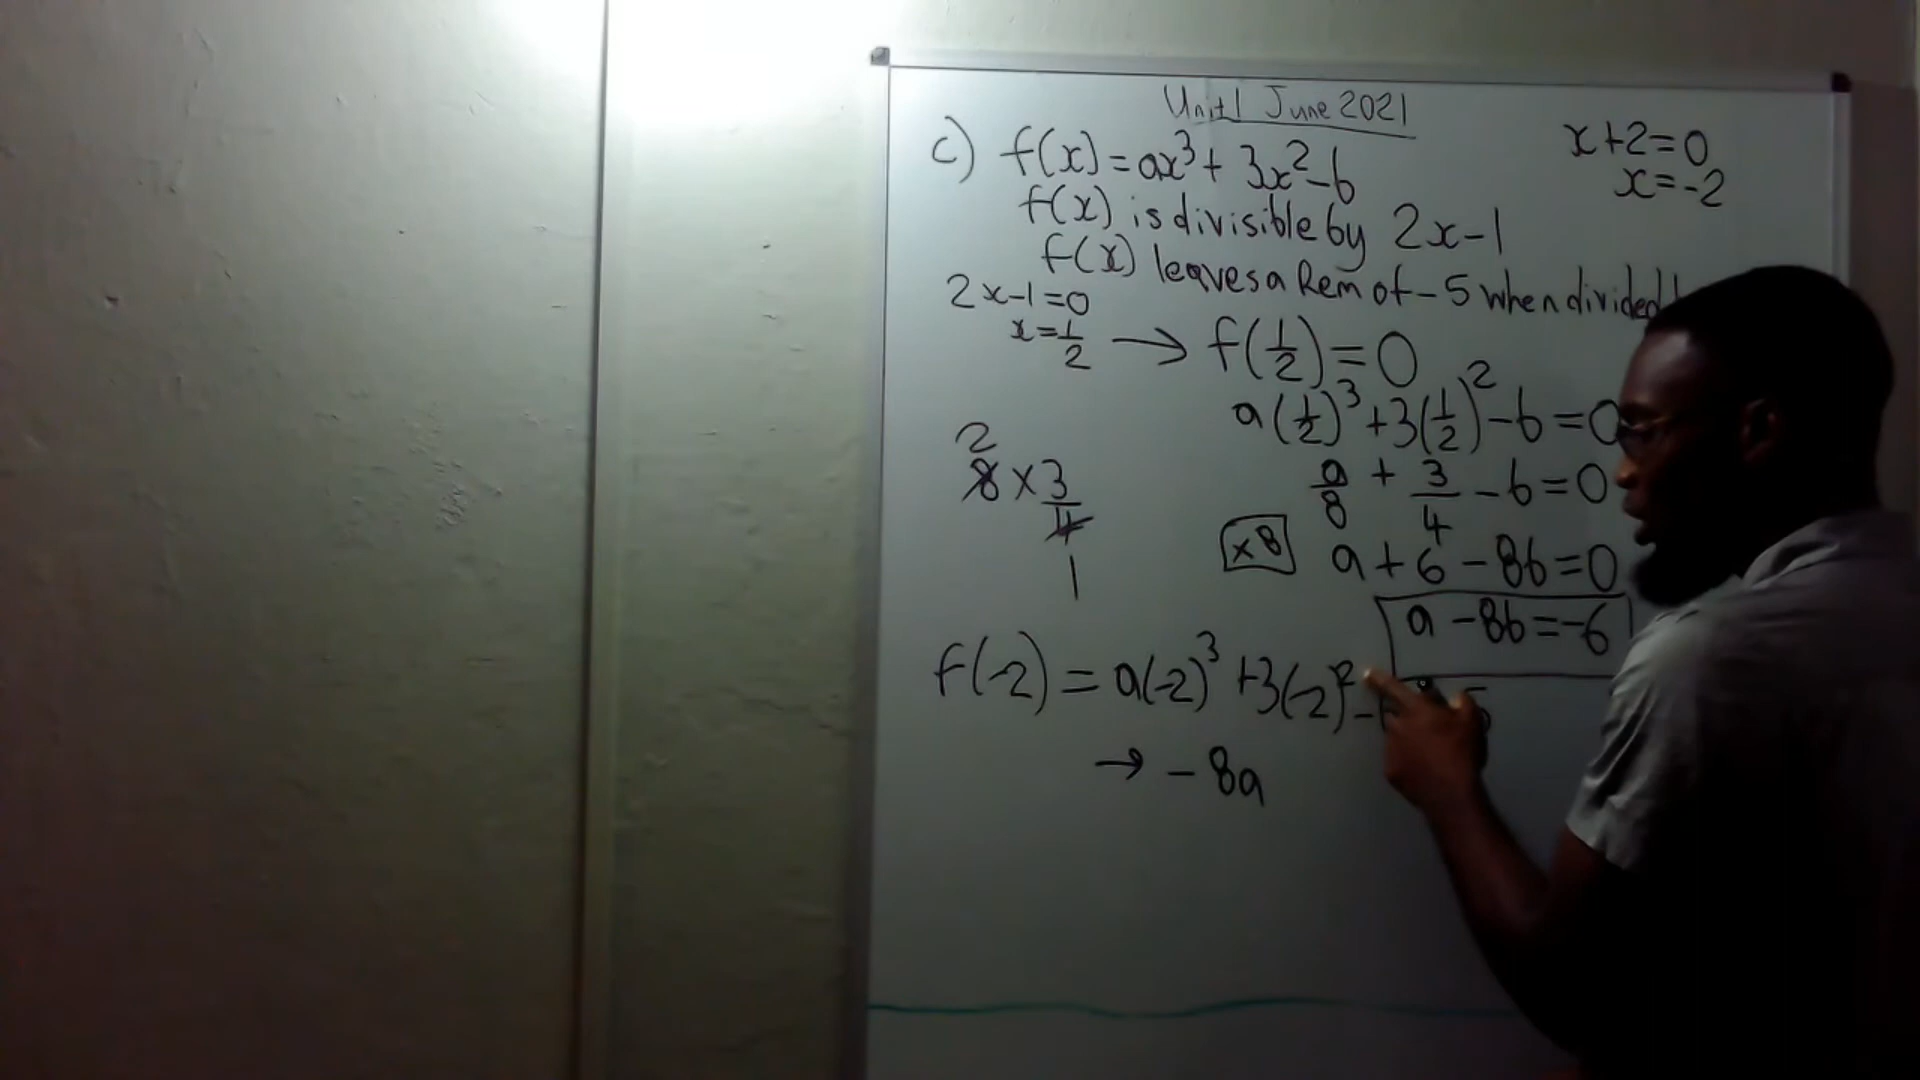 Unit 1 June 2021
c) f(x) = ax³ + 3x² - b
x+2=0
x=-2
f(x) is divisible by 2x-1
f(x) leaves a Rem of -5 when divided
2x-1=0
x=1/2 → f(1/2) = 0
a(1/2)³ + 3(1/2)² - b = 0
2
8 × 3/4
1
a/8 + 3/4 - b = 0
×8 a + 6 - 8b = 0
a - 8b = -6
f(-2) = a(-2)³ + 3(-2)² -
→ -8a